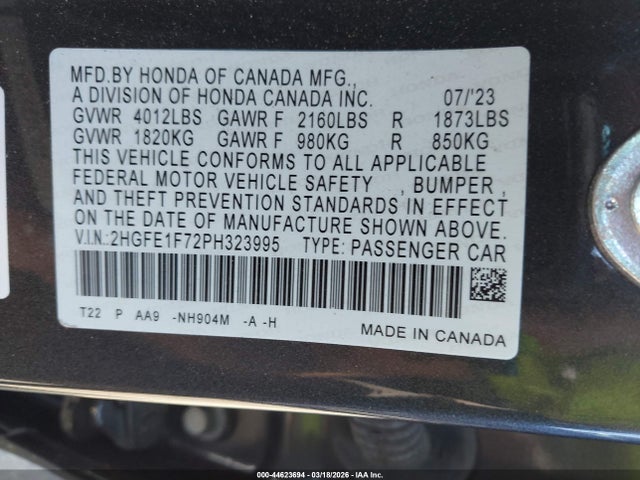 MFD.BY HONDA OF CANADA MFG.,
A DIVISION OF HONDA CANADA INC. 07/'23
GVWR 4012LBS GAWR F 2160LBS R 1873LBS
GVWR 1820KG GAWR F 980KG R 850KG
THIS VEHICLE CONFORMS TO ALL APPLICABLE
FEDERAL MOTOR VEHICLE SAFETY , BUMPER ,
AND THEFT PREVENTION STANDARDS IN EFFECT
ON THE DATE OF MANUFACTURE SHOWN ABOVE.
V.I.N.:2HGFE1F72PH323995 TYPE: PASSENGER CAR
T22 P AA9 -NH904M -A -H
MADE IN CANADA
000-44623694 | 03/18/2026 | IAA Inc.